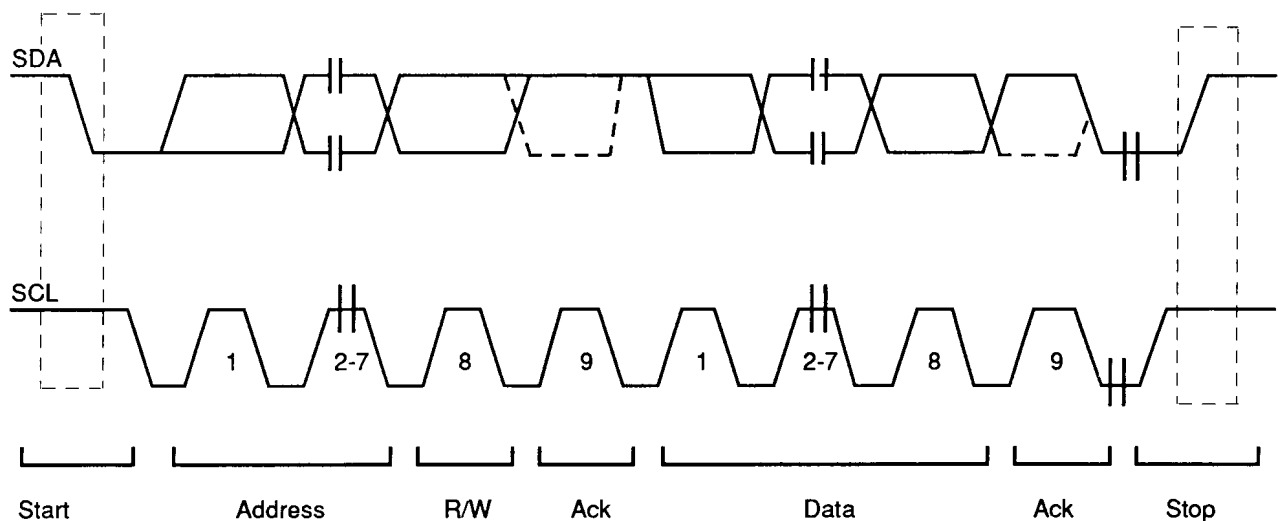 SDA
SCL
1 2-7 8 9 1 2-7 8 9
Start Address R/W Ack Data Ack Stop